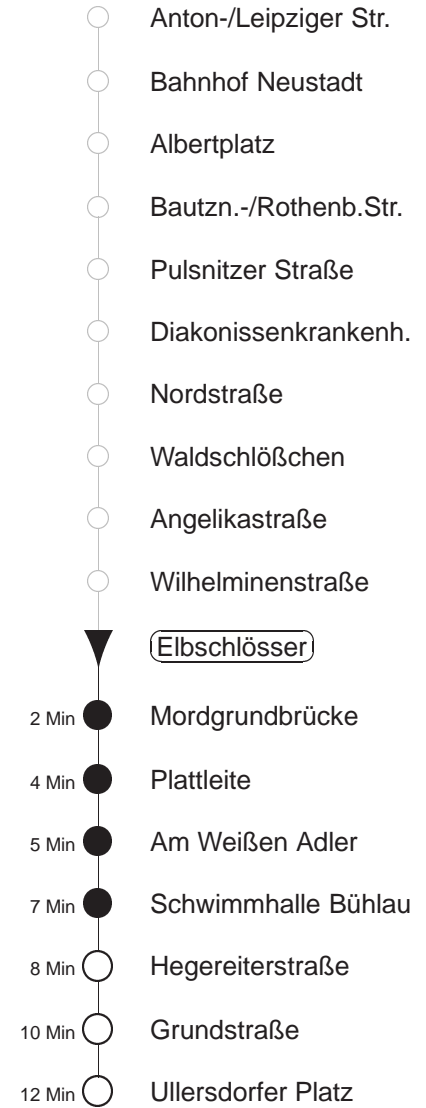 Anton-/Leipziger Str.
Bahnhof Neustadt
Albertplatz
Bautzn.-/Rothenb.Str.
Pulsnitzer Straße
Diakonissenkrankenh.
Nordstraße
Waldschlößchen
Angelikastraße
Wilhelminenstraße
Elbschlösser
2 Min Mordgrundbrücke
4 Min Plattleite
5 Min Am Weißen Adler
7 Min Schwimmhalle Bühlau
8 Min Hegereiterstraße
10 Min Grundstraße
12 Min Ullersdorfer Platz